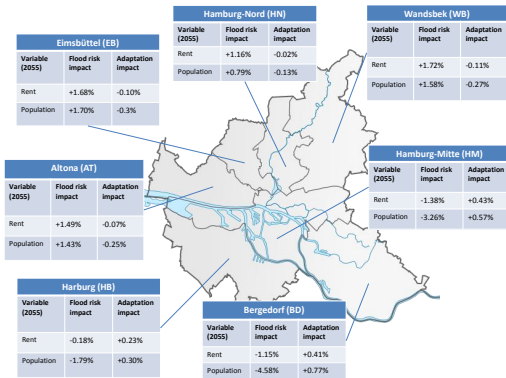 Hamburg-Nord (HN)
Variable (2055) Flood risk impact Adaptation impact
Rent +1.16% -0.02%
Population +0.79% -0.13%
Wandsbek (WB)
Variable (2055) Flood risk impact Adaptation impact
Rent +1.72% -0.11%
Population +1.58% -0.27%
Eimsbüttel (EB)
Variable (2055) Flood risk impact Adaptation impact
Rent +1.68% -0.10%
Population +1.70% -0.3%
Altona (AT)
Variable (2055) Flood risk impact Adaptation impact
Rent +1.49% -0.07%
Population +1.43% -0.25%
Hamburg-Mitte (HM)
Variable (2055) Flood risk impact Adaptation impact
Rent -1.38% +0.43%
Population -3.26% +0.57%
Harburg (HB)
Variable (2055) Flood risk impact Adaptation impact
Rent -0.18% +0.23%
Population -1.79% +0.30%
Bergedorf (BD)
Variable (2055) Flood risk impact Adaptation impact
Rent -1.15% +0.41%
Population -4.58% +0.77%